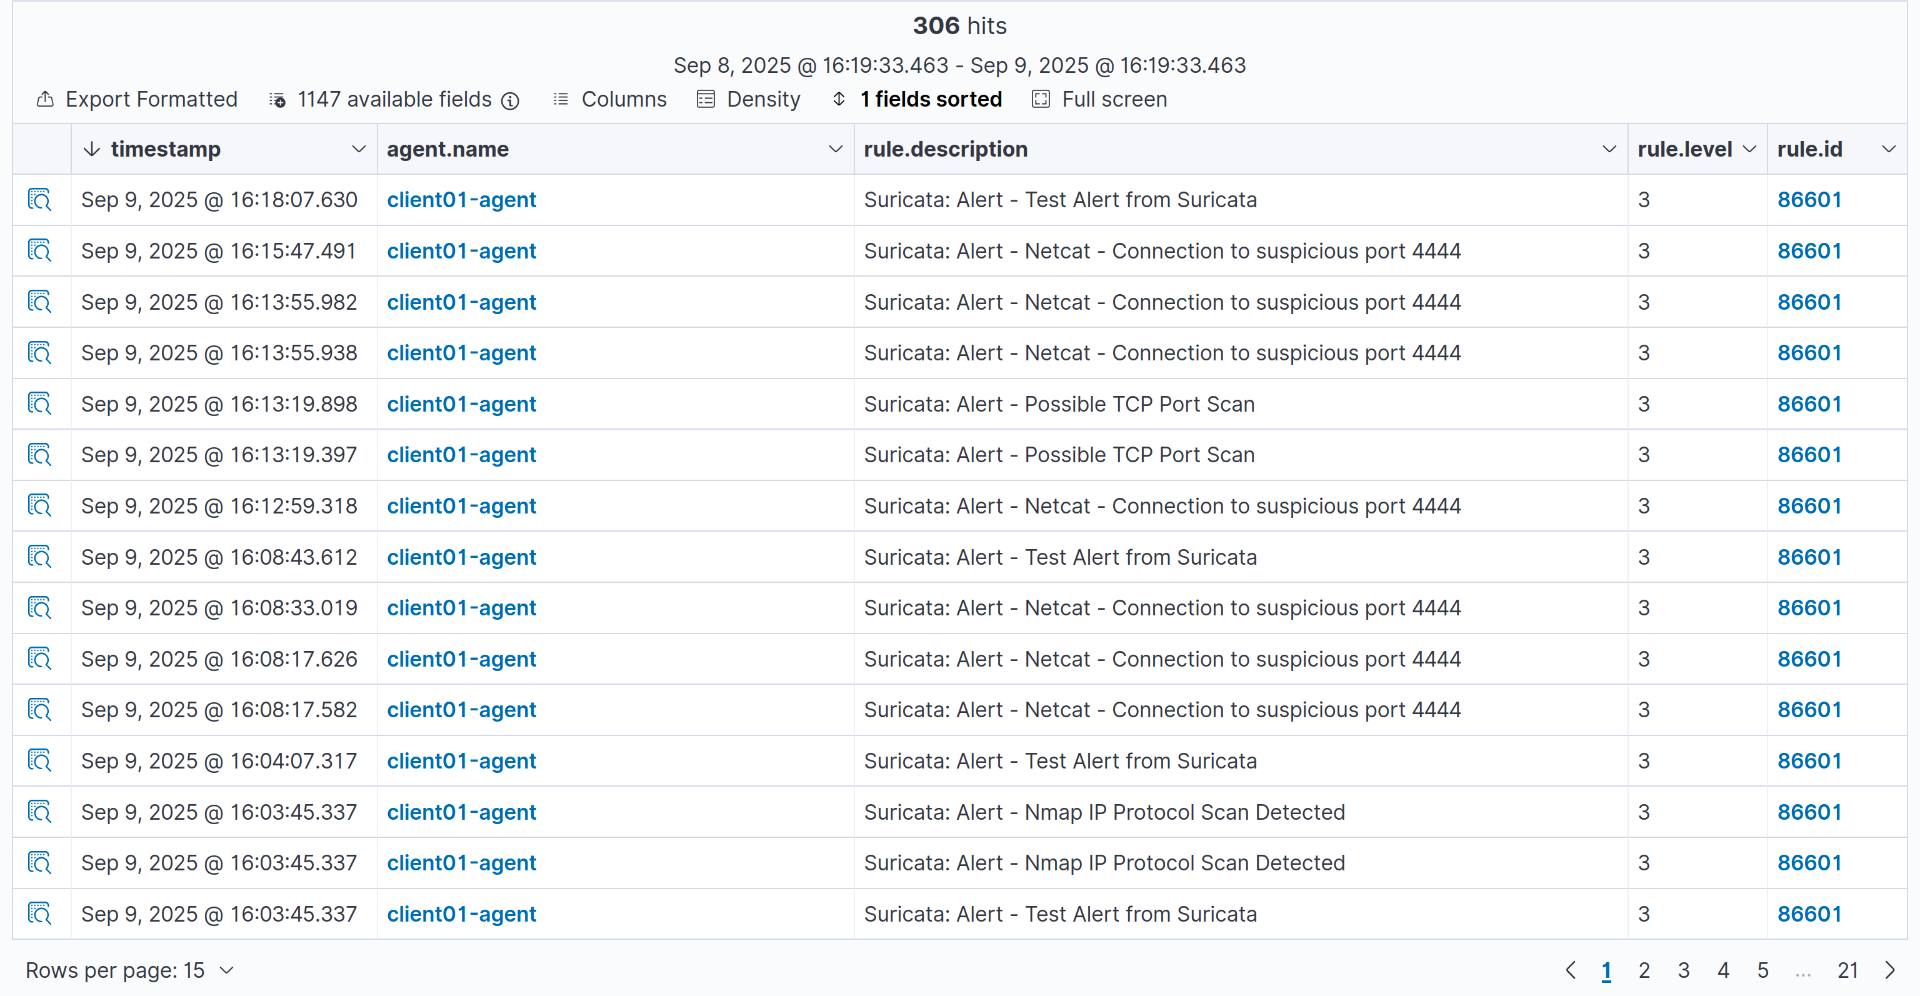 306 hits
Sep 8, 2025 @ 16:19:33.463 - Sep 9, 2025 @ 16:19:33.463
Export Formatted 1147 available fields Columns Density 1 fields sorted Full screen
timestamp agent.name rule.description rule.level rule.id
Sep 9, 2025 @ 16:18:07.630 client01-agent Suricata: Alert - Test Alert from Suricata 3 86601
Sep 9, 2025 @ 16:15:47.491 client01-agent Suricata: Alert - Netcat - Connection to suspicious port 4444 3 86601
Sep 9, 2025 @ 16:13:55.982 client01-agent Suricata: Alert - Netcat - Connection to suspicious port 4444 3 86601
Sep 9, 2025 @ 16:13:55.938 client01-agent Suricata: Alert - Netcat - Connection to suspicious port 4444 3 86601
Sep 9, 2025 @ 16:13:19.898 client01-agent Suricata: Alert - Possible TCP Port Scan 3 86601
Sep 9, 2025 @ 16:13:19.397 client01-agent Suricata: Alert - Possible TCP Port Scan 3 86601
Sep 9, 2025 @ 16:12:59.318 client01-agent Suricata: Alert - Netcat - Connection to suspicious port 4444 3 86601
Sep 9, 2025 @ 16:08:43.612 client01-agent Suricata: Alert - Test Alert from Suricata 3 86601
Sep 9, 2025 @ 16:08:33.019 client01-agent Suricata: Alert - Netcat - Connection to suspicious port 4444 3 86601
Sep 9, 2025 @ 16:08:17.626 client01-agent Suricata: Alert - Netcat - Connection to suspicious port 4444 3 86601
Sep 9, 2025 @ 16:08:17.582 client01-agent Suricata: Alert - Netcat - Connection to suspicious port 4444 3 86601
Sep 9, 2025 @ 16:04:07.317 client01-agent Suricata: Alert - Test Alert from Suricata 3 86601
Sep 9, 2025 @ 16:03:45.337 client01-agent Suricata: Alert - Nmap IP Protocol Scan Detected 3 86601
Sep 9, 2025 @ 16:03:45.337 client01-agent Suricata: Alert - Nmap IP Protocol Scan Detected 3 86601
Sep 9, 2025 @ 16:03:45.337 client01-agent Suricata: Alert - Test Alert from Suricata 3 86601
Rows per page: 15 1 2 3 4 5 ... 21